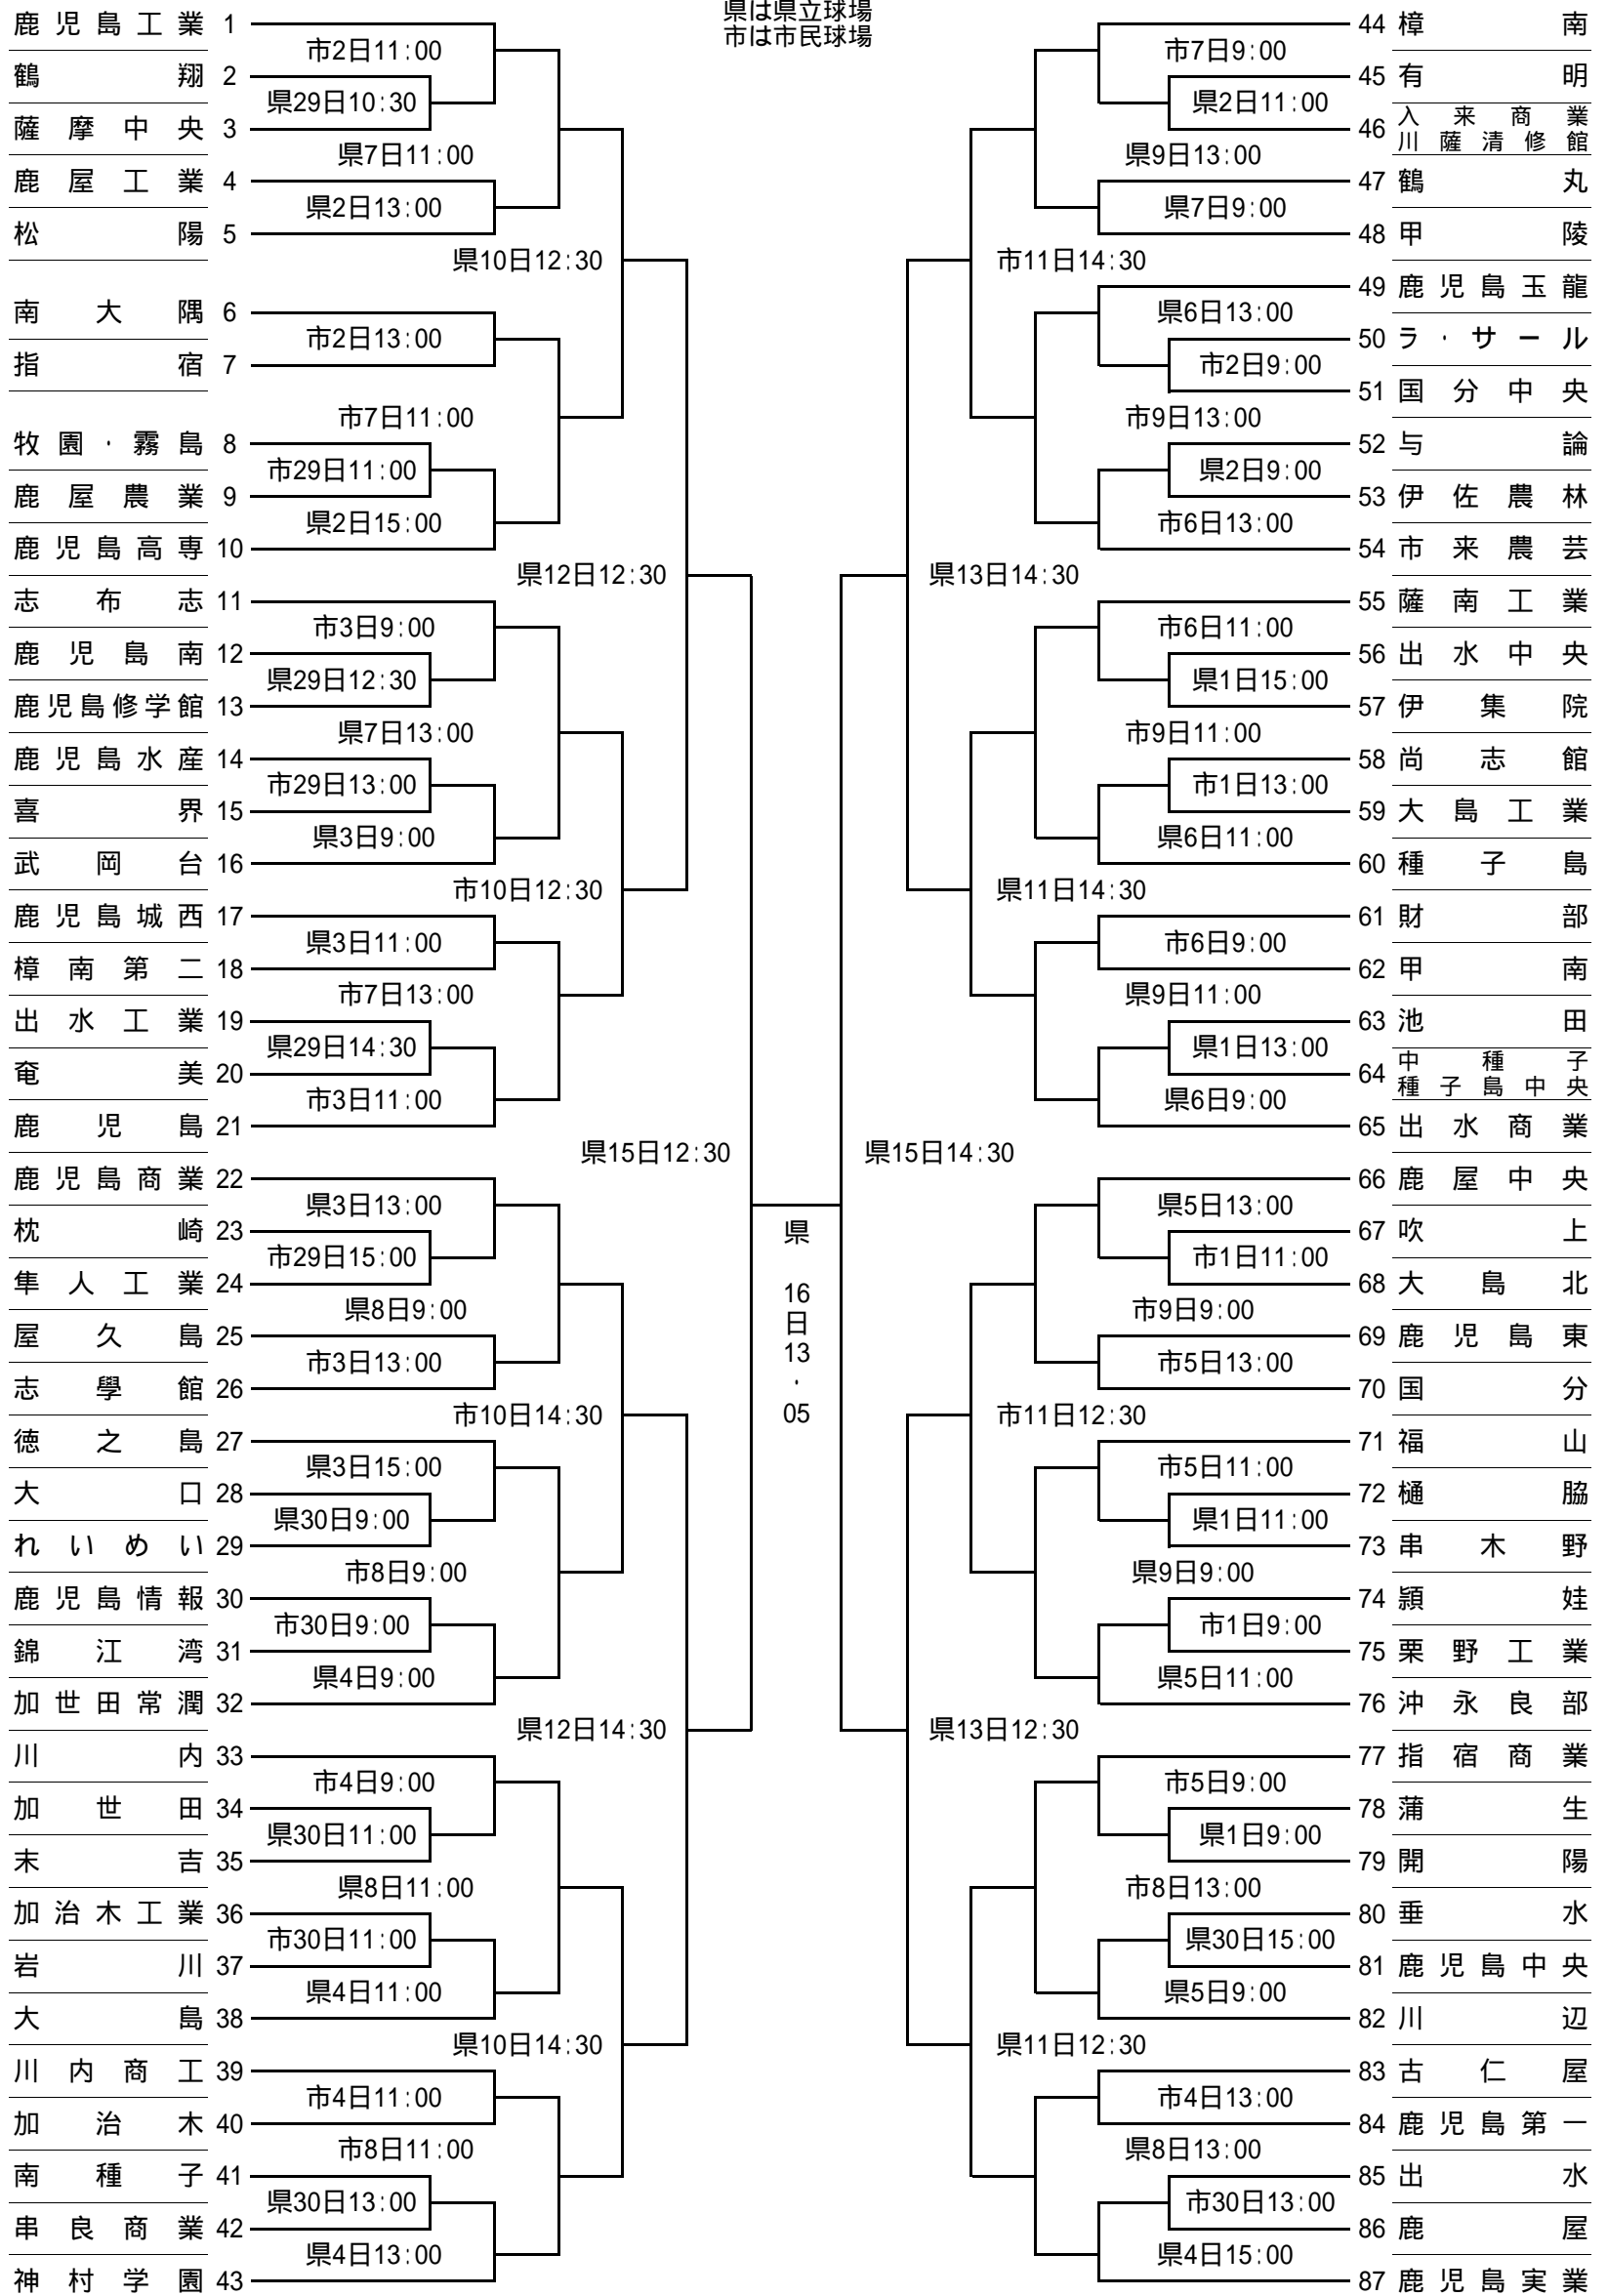 県は県立球場
市は市民球場
鹿児島工業 1
市2日11:00
鶴翔 2
県29日10:30
薩摩中央 3
県7日11:00
鹿屋工業 4
県2日13:00
松陽 5
県10日12:30
南大隅 6
市2日13:00
指宿 7
市7日11:00
牧園・霧島 8
市29日11:00
鹿屋農業 9
県2日15:00
鹿児島高専 10
県12日12:30
志布志 11
市3日9:00
鹿児島南 12
県29日12:30
鹿児島修学館 13
県7日13:00
鹿児島水産 14
市29日13:00
喜界 15
県3日9:00
武岡台 16
市10日12:30
鹿児島城西 17
県3日11:00
樟南第二 18
市7日13:00
出水工業 19
県29日14:30
奄美 20
市3日11:00
鹿児島 21
県15日12:30
鹿児島商業 22
県3日13:00
枕崎 23
市29日15:00
隼人工業 24
県8日9:00
屋久島 25
市3日13:00
志學館 26
市10日14:30
徳之島 27
県3日15:00
大口 28
県30日9:00
れいめい 29
市8日9:00
鹿児島情報 30
市30日9:00
錦江湾 31
県4日9:00
加世田常潤 32
県12日14:30
川内 33
市4日9:00
加世田 34
県30日11:00
末吉 35
県8日11:00
加治木工業 36
市30日11:00
岩川 37
県4日11:00
大島 38
県10日14:30
川内商工 39
市4日11:00
加治木 40
市8日11:00
南種子 41
県30日13:00
串良商業 42
県4日13:00
神村学園 43
県
16
日
13
・
05
44 樟南
市7日9:00
45 有明
県2日11:00
46 入来商業
川薩清修館
県9日13:00
47 鶴丸
県7日9:00
48 甲陵
市11日14:30
49 鹿児島玉龍
県6日13:00
50 ラ・サール
市2日9:00
51 国分中央
市9日13:00
52 与論
県2日9:00
53 伊佐農林
市6日13:00
54 市来農芸
県13日14:30
55 薩南工業
市6日11:00
56 出水中央
県1日15:00
57 伊集院
市9日11:00
58 尚志館
市1日13:00
59 大島工業
県6日11:00
60 種子島
県11日14:30
61 財部
市6日9:00
62 甲南
県9日11:00
63 池田
県1日13:00
64 中種子
種子島中央
県6日9:00
65 出水商業
県15日14:30
66 鹿屋中央
県5日13:00
67 吹上
市1日11:00
68 大島北
市9日9:00
69 鹿児島東
市5日13:00
70 国分
市11日12:30
71 福山
市5日11:00
72 樋脇
県1日11:00
73 串木野
県9日9:00
74 頴娃
市1日9:00
75 栗野工業
県5日11:00
76 沖永良部
県13日12:30
77 指宿商業
市5日9:00
78 蒲生
県1日9:00
79 開陽
市8日13:00
80 垂水
県30日15:00
81 鹿児島中央
県5日9:00
82 川辺
県11日12:30
83 古仁屋
市4日13:00
84 鹿児島第一
県8日13:00
85 出水
市30日13:00
86 鹿屋
県4日15:00
87 鹿児島実業